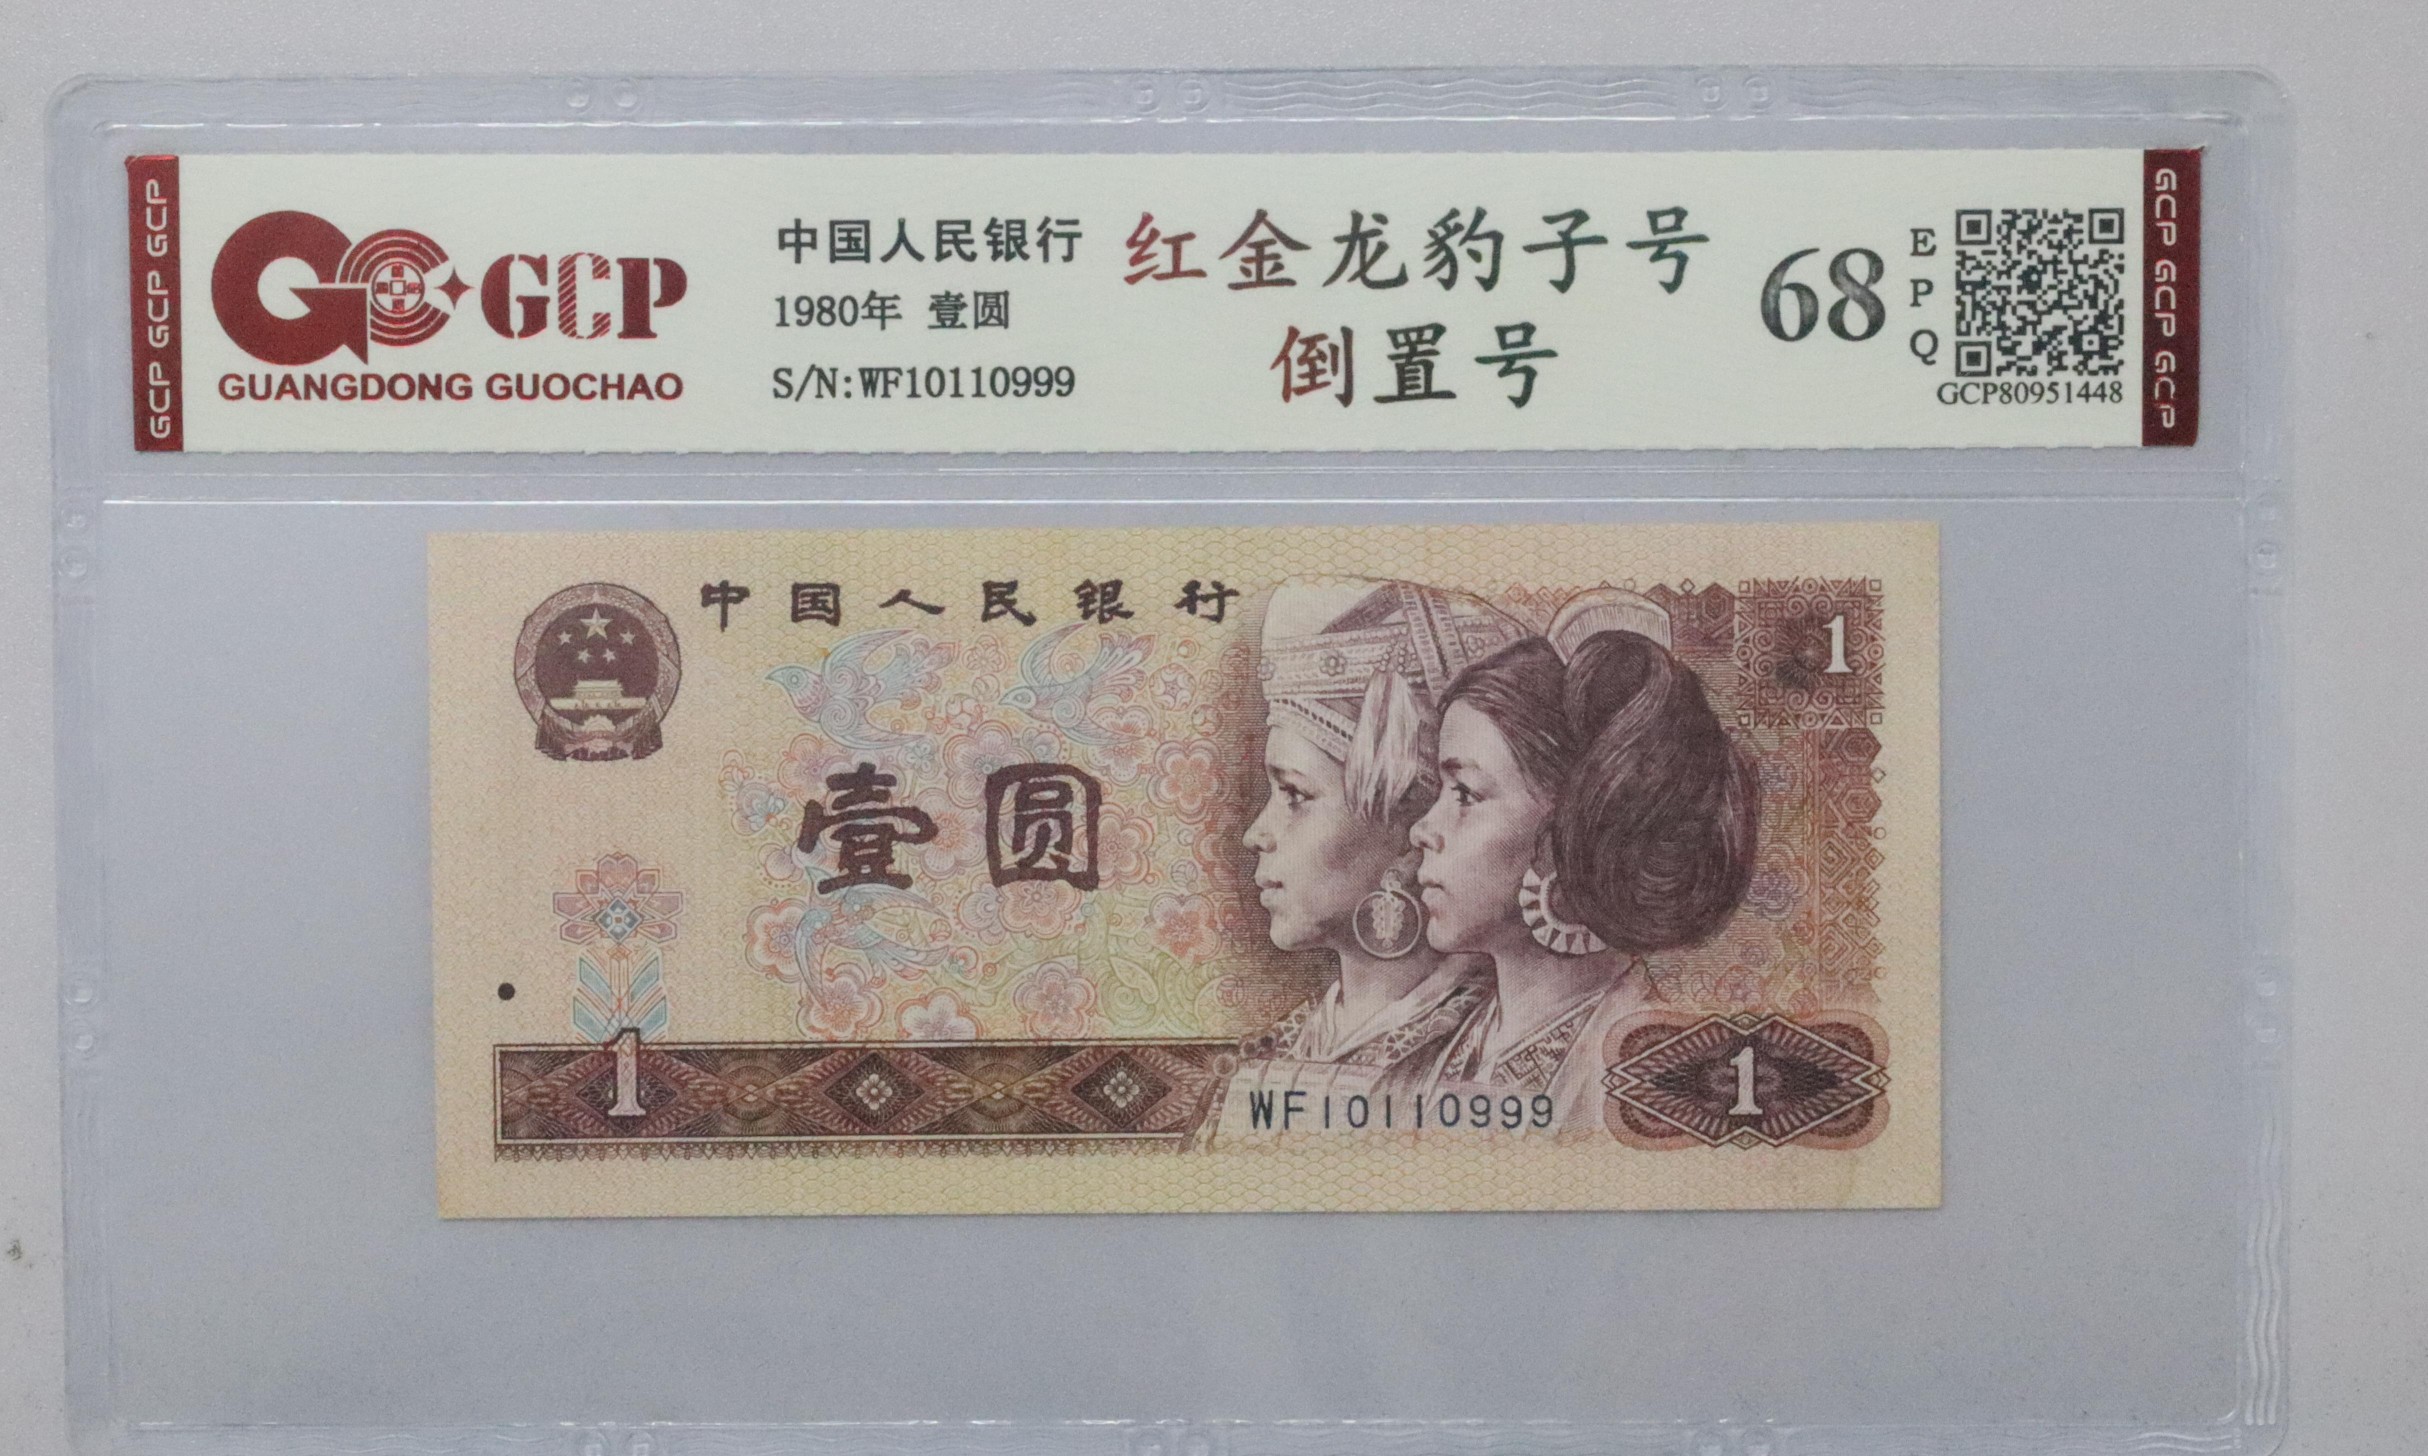 GCP GCP GCP
GCP
GUANGDONG GUOCHAO
中国人民银行
1980年 壹圆
S/N:WF10110999
红金龙豹子号
倒置号
68
E
P
Q
GCP80951448
GCP GCP GCP
中国人民银行
1
壹圆
1
WF10110999
1